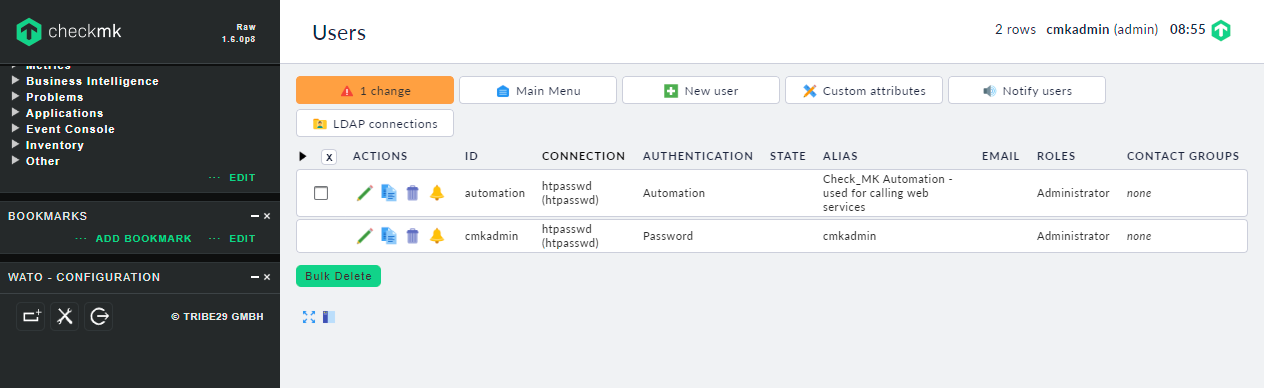 checkmk
Raw
1.6.0p8
Metrics
Business Intelligence
Problems
Applications
Event Console
Inventory
Other
··· EDIT
BOOKMARKS
··· ADD BOOKMARK ··· EDIT
WATO - CONFIGURATION
© TRIBE29 GMBH
Users
2 rows cmkadmin (admin) 08:55
1 change
Main Menu
New user
Custom attributes
Notify users
LDAP connections
X ACTIONS ID CONNECTION AUTHENTICATION STATE ALIAS EMAIL ROLES CONTACT GROUPS
automation
htpasswd
(htpasswd)
Automation
Check_MK Automation -
used for calling web
services
Administrator
none
cmkadmin
htpasswd
(htpasswd)
Password
cmkadmin
Administrator
none
Bulk Delete